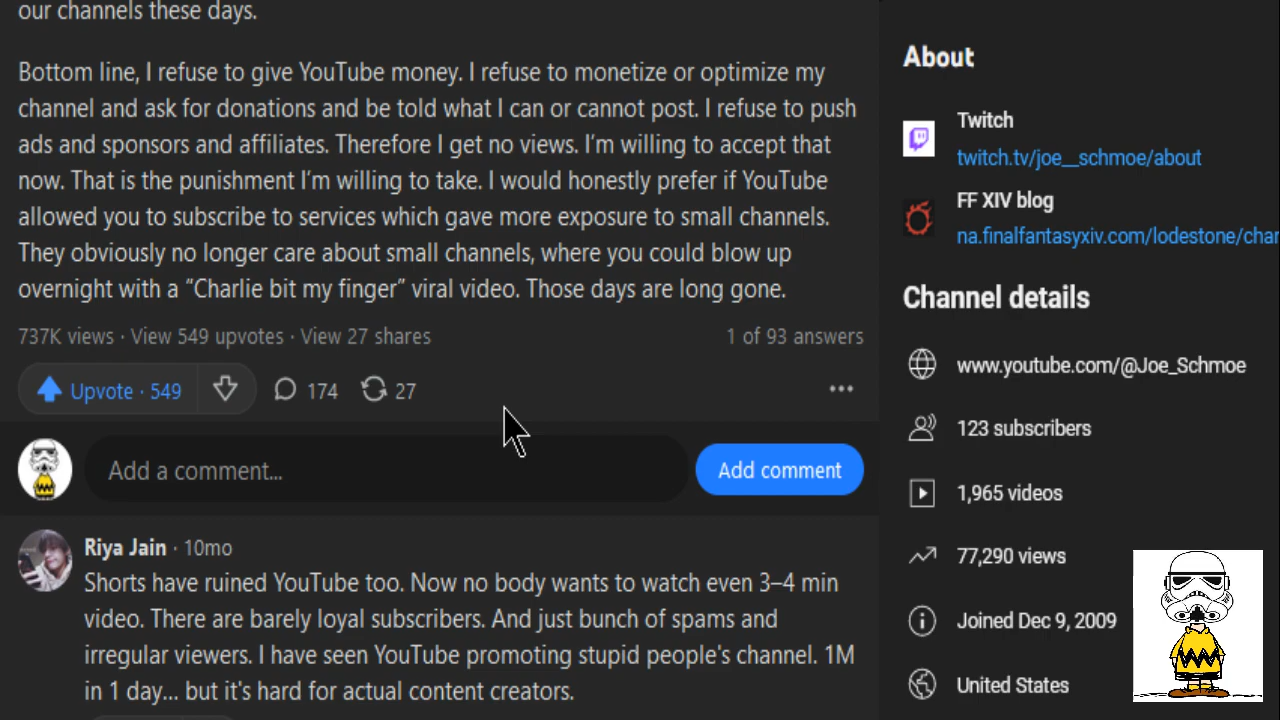 our channels these days.
Bottom line, I refuse to give YouTube money. I refuse to monetize or optimize my
channel and ask for donations and be told what I can or cannot post. I refuse to push
ads and sponsors and affiliates. Therefore I get no views. I’m willing to accept that
now. That is the punishment I’m willing to take. I would honestly prefer if YouTube
allowed you to subscribe to services which gave more exposure to small channels.
They obviously no longer care about small channels, where you could blow up
overnight with a “Charlie bit my finger” viral video. Those days are long gone.
737K views · View 549 upvotes · View 27 shares
1 of 93 answers
Upvote · 549
174
27
Add a comment...
Add comment
Riya Jain · 10mo
Shorts have ruined YouTube too. Now no body wants to watch even 3–4 min
video. There are barely loyal subscribers. And just bunch of spams and
irregular viewers. I have seen YouTube promoting stupid people's channel. 1M
in 1 day... but it's hard for actual content creators.
About
Twitch
twitch.tv/joe__schmoe/about
FF XIV blog
na.finalfantasyxiv.com/lodestone/char
Channel details
www.youtube.com/@Joe_Schmoe
123 subscribers
1,965 videos
77,290 views
Joined Dec 9, 2009
United States